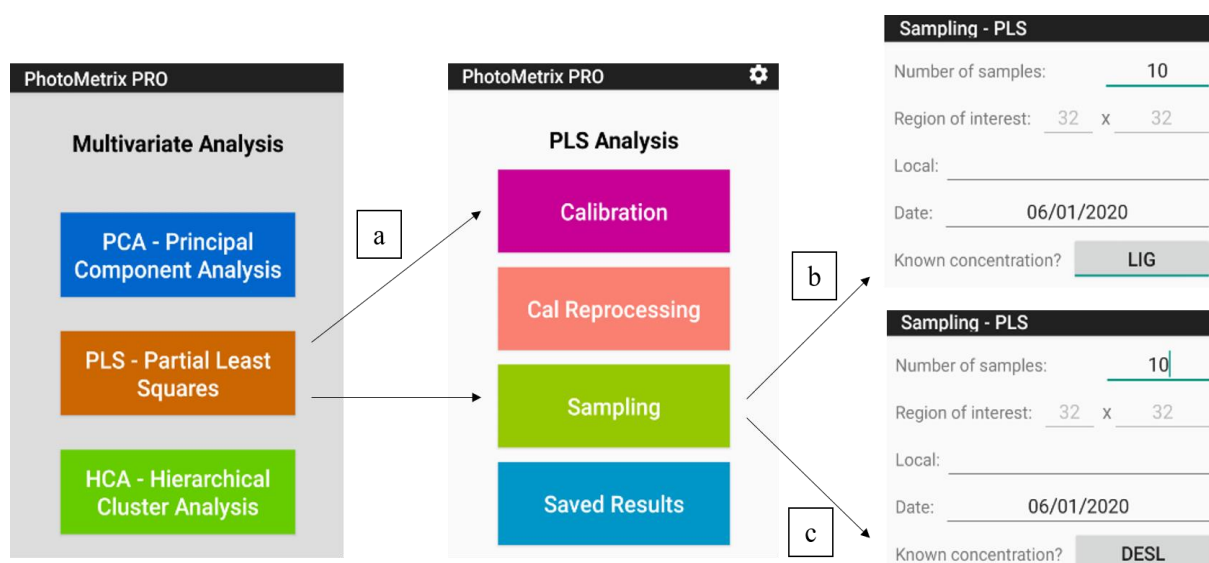 PhotoMetrix PRO
Multivariate Analysis
PCA - Principal
Component Analysis
PLS - Partial Least
Squares
HCA - Hierarchical
Cluster Analysis
a
PhotoMetrix PRO
PLS Analysis
Calibration
Cal Reprocessing
Sampling
Saved Results
b
c
Sampling - PLS
Number of samples: 10
Region of interest: 32 x 32
Local:
Date: 06/01/2020
Known concentration? LIG
Sampling - PLS
Number of samples: 10
Region of interest: 32 x 32
Local:
Date: 06/01/2020
Known concentration? DESL